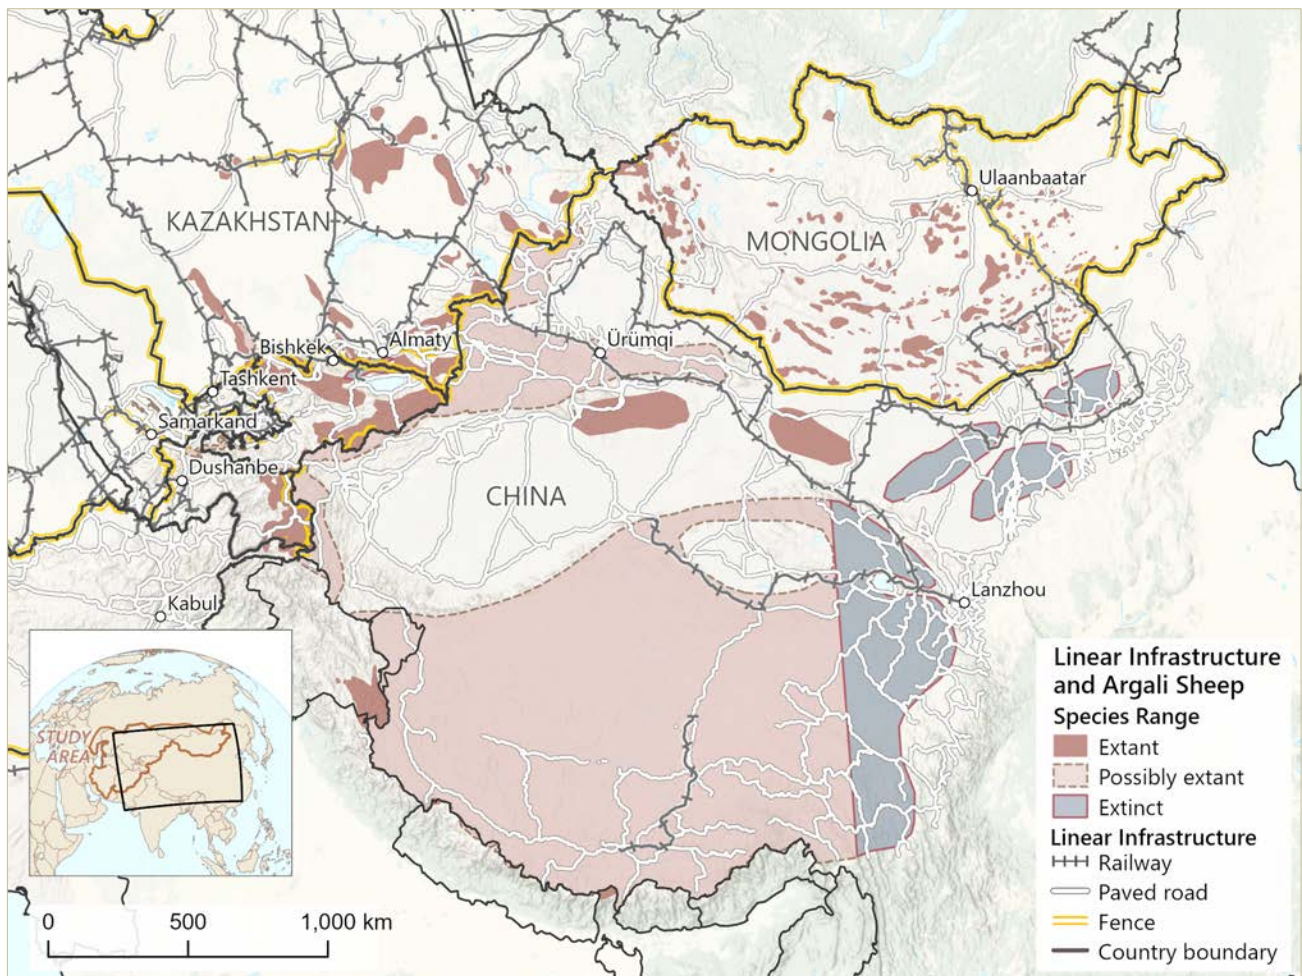 Ulaanbaatar
KAZAKHSTAN
MONGOLIA
Bishkek
Almaty
Ürümqi
Tashkent
Samarkand
Dushanbe
CHINA
Kabul
Lanzhou
STUDY
AREA
0 500 1,000 km
Linear Infrastructure
and Argali Sheep
Species Range
Extant
Possibly extant
Extinct
Linear Infrastructure
Railway
Paved road
Fence
Country boundary